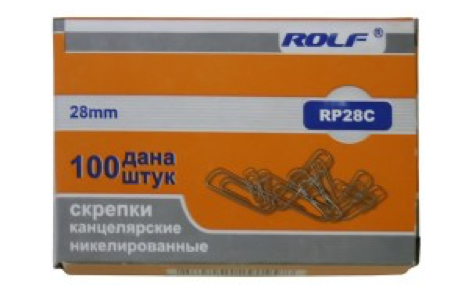 ROLF ®
28mm
RP28C
100 дана
штук
скрепки
канцелярские
никелированные